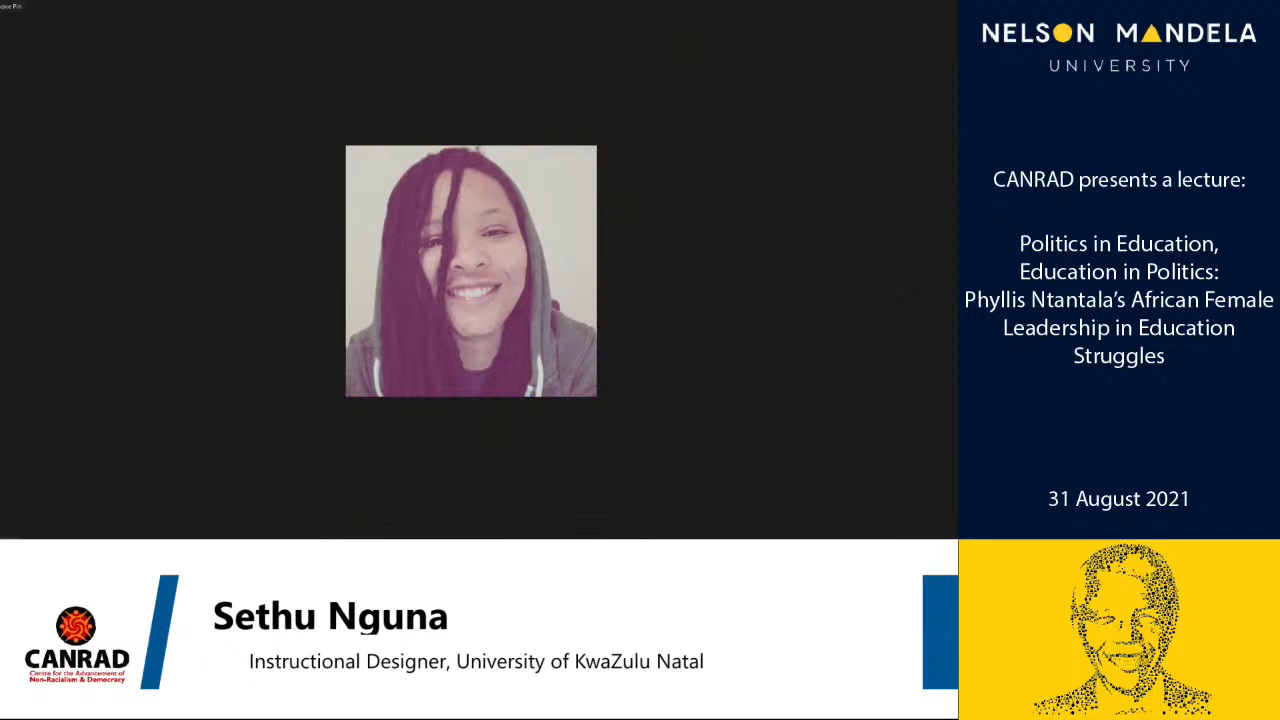 NELSON MANDELA
UNIVERSITY
CANRAD presents a lecture:
Politics in Education,
Education in Politics:
Phyllis Ntantala's African Female
Leadership in Education
Struggles
31 August 2021
Sethu Nguna
Instructional Designer, University of KwaZulu Natal
CANRAD
Centre for the Advancement of
Non-Racialism & Democracy